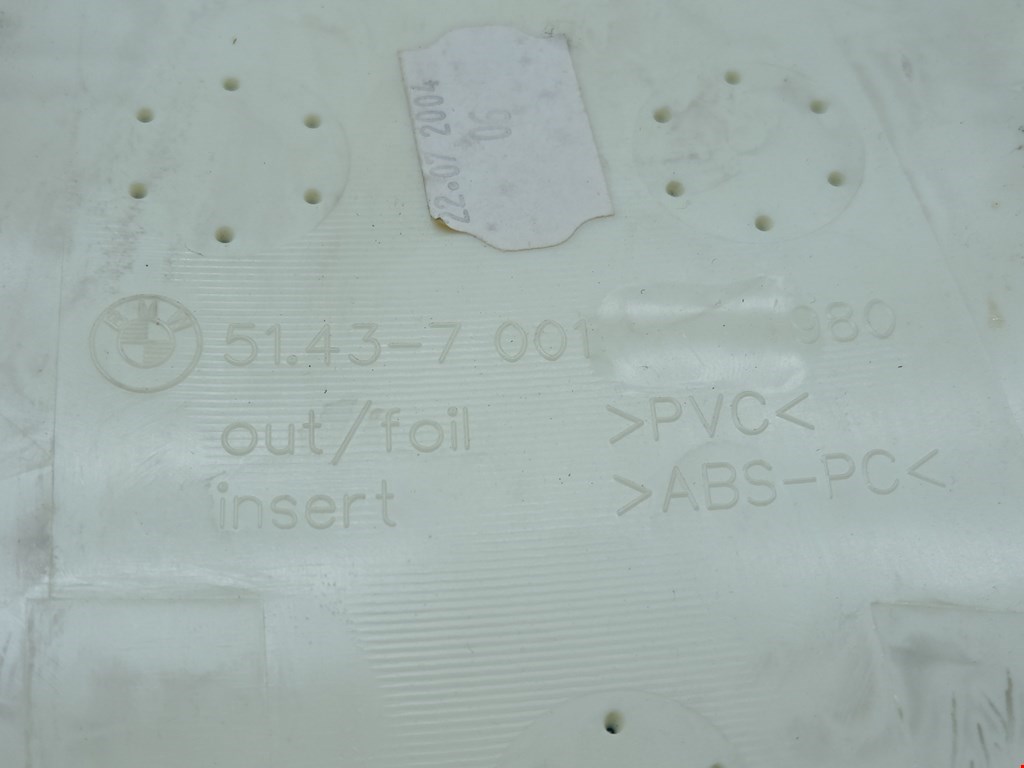 22.07 2004
06
51.43-7 001 980
out/foil >PVC<
insert >ABS-PC<